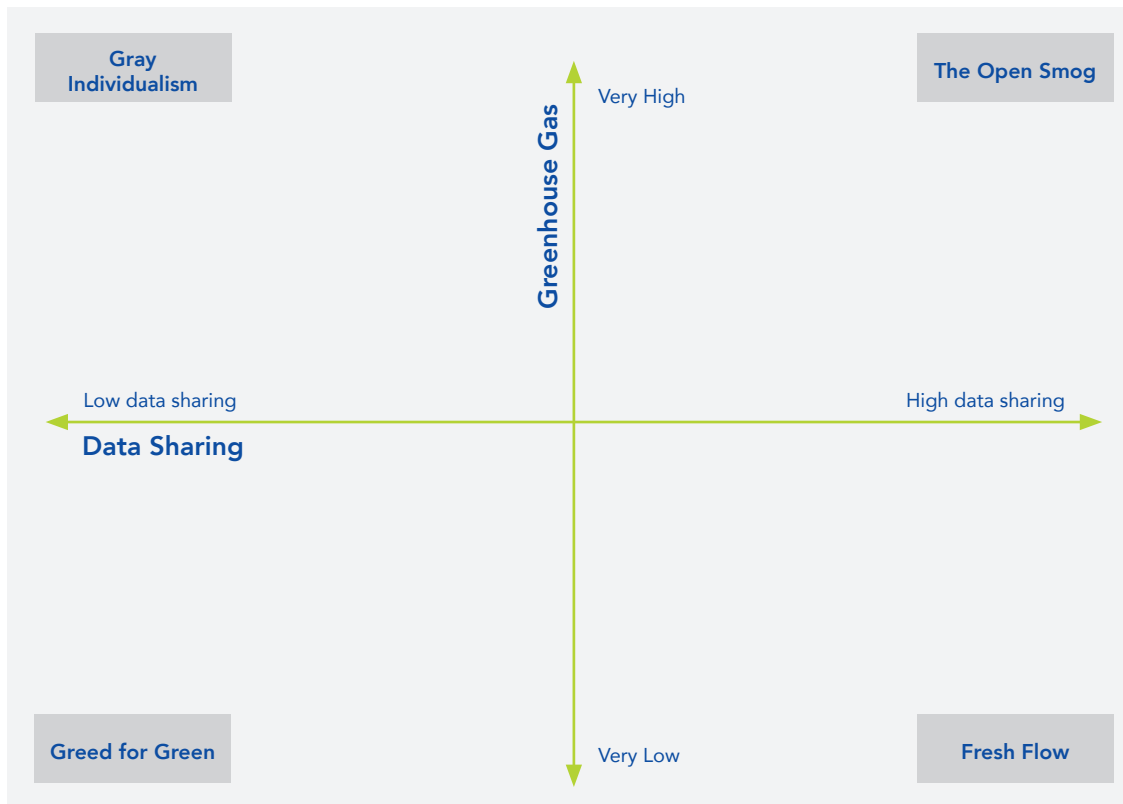 Gray
Individualism
The Open Smog
Very High
Greenhouse Gas
Low data sharing
High data sharing
Data Sharing
Greed for Green
Very Low
Fresh Flow